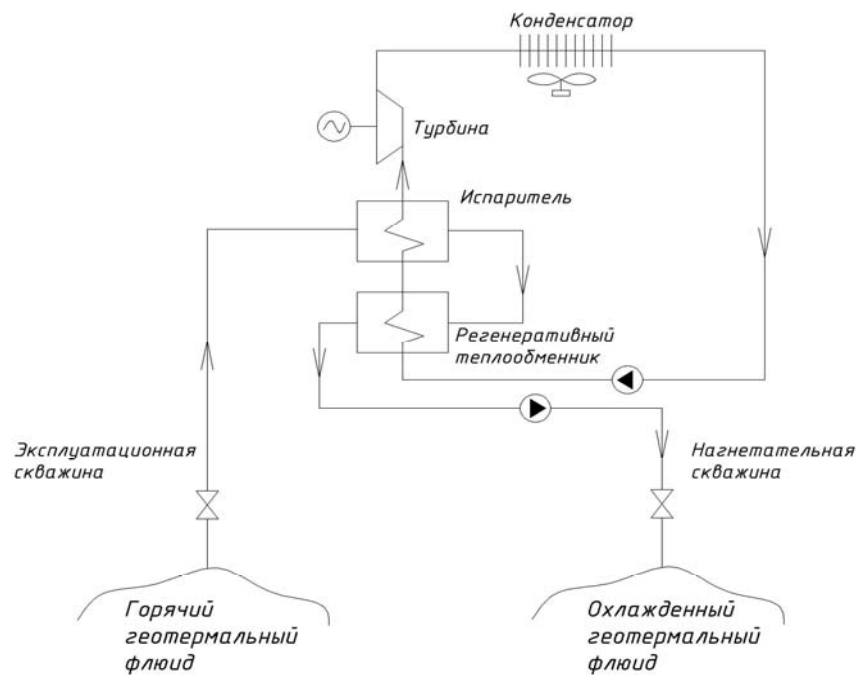 Конденсатор
Турбина
Испаритель
Регенеративный
теплообменник
Эксплуатационная
скважина
Нагнетательная
скважина
Горячий
геотермальный
флюид
Охлажденный
геотермальный
флюид